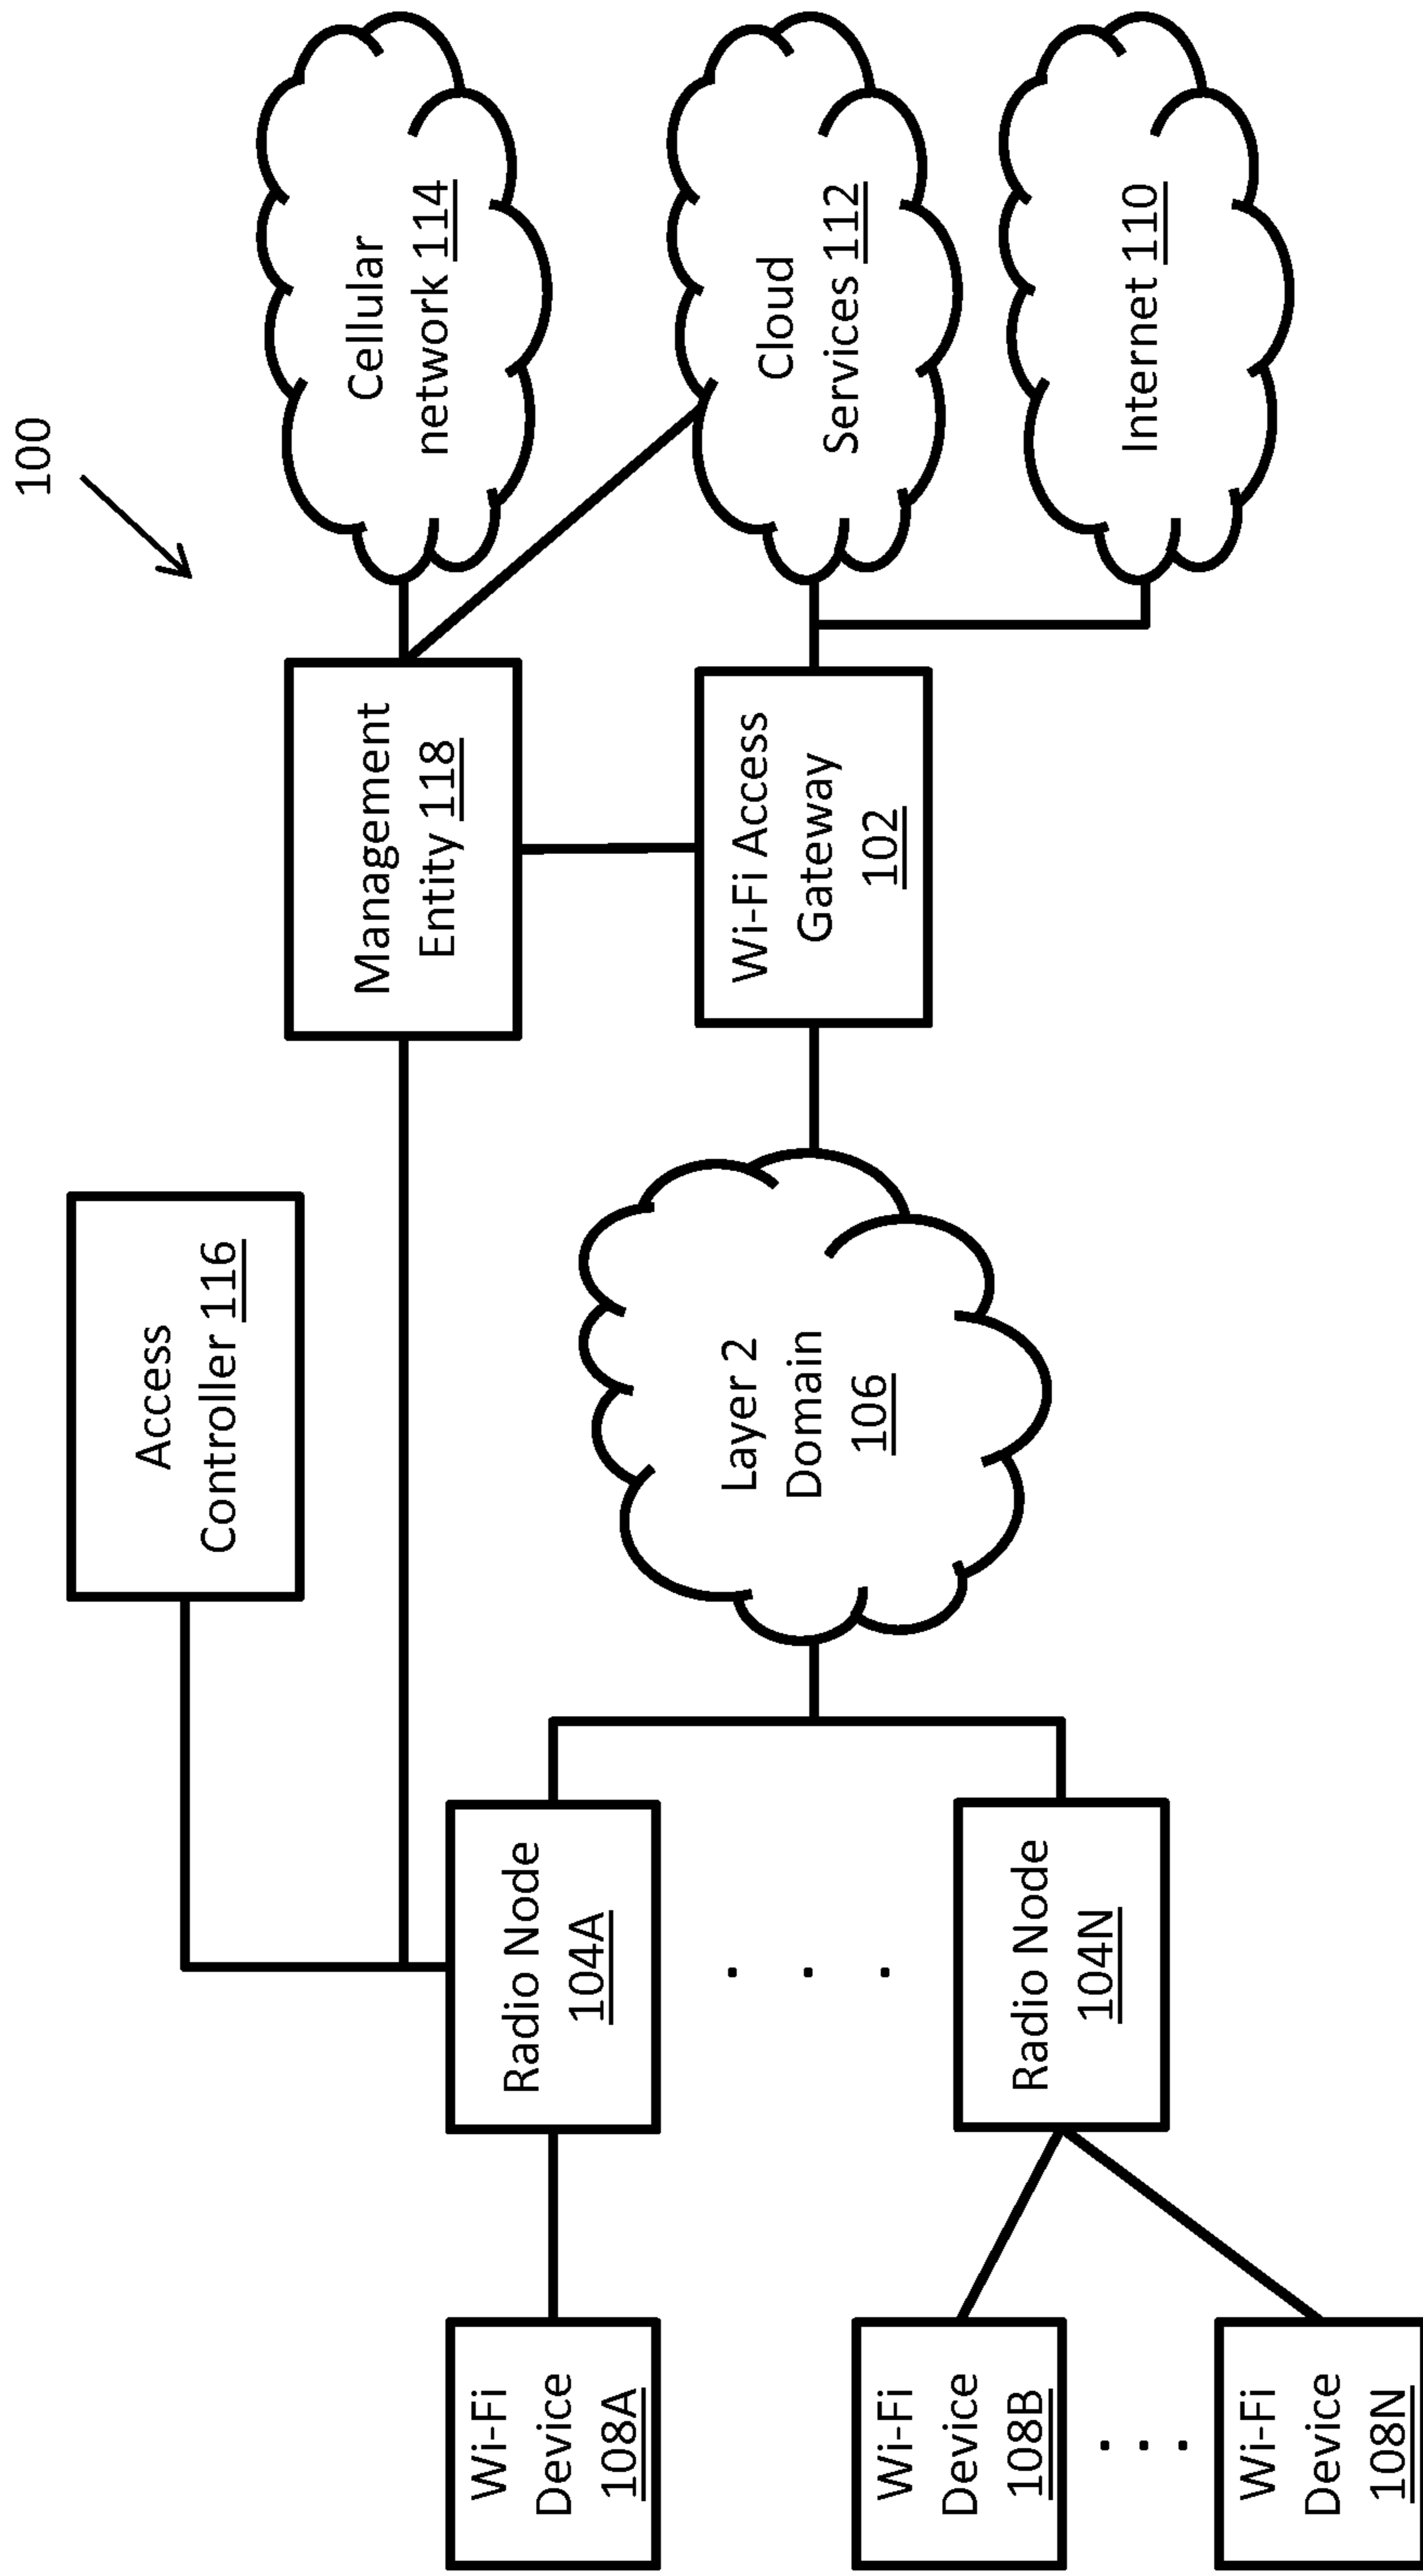 100
Access
Controller 116
Cellular
network 114
Management
Entity 118
Cloud
Services 112
Wi-Fi Access
Gateway
102
Layer 2
Domain
106
Internet 110
Radio Node
104A
. . .
Radio Node
104N
Wi-Fi
Device
108A
Wi-Fi
Device
108B
. . .
Wi-Fi
Device
108N